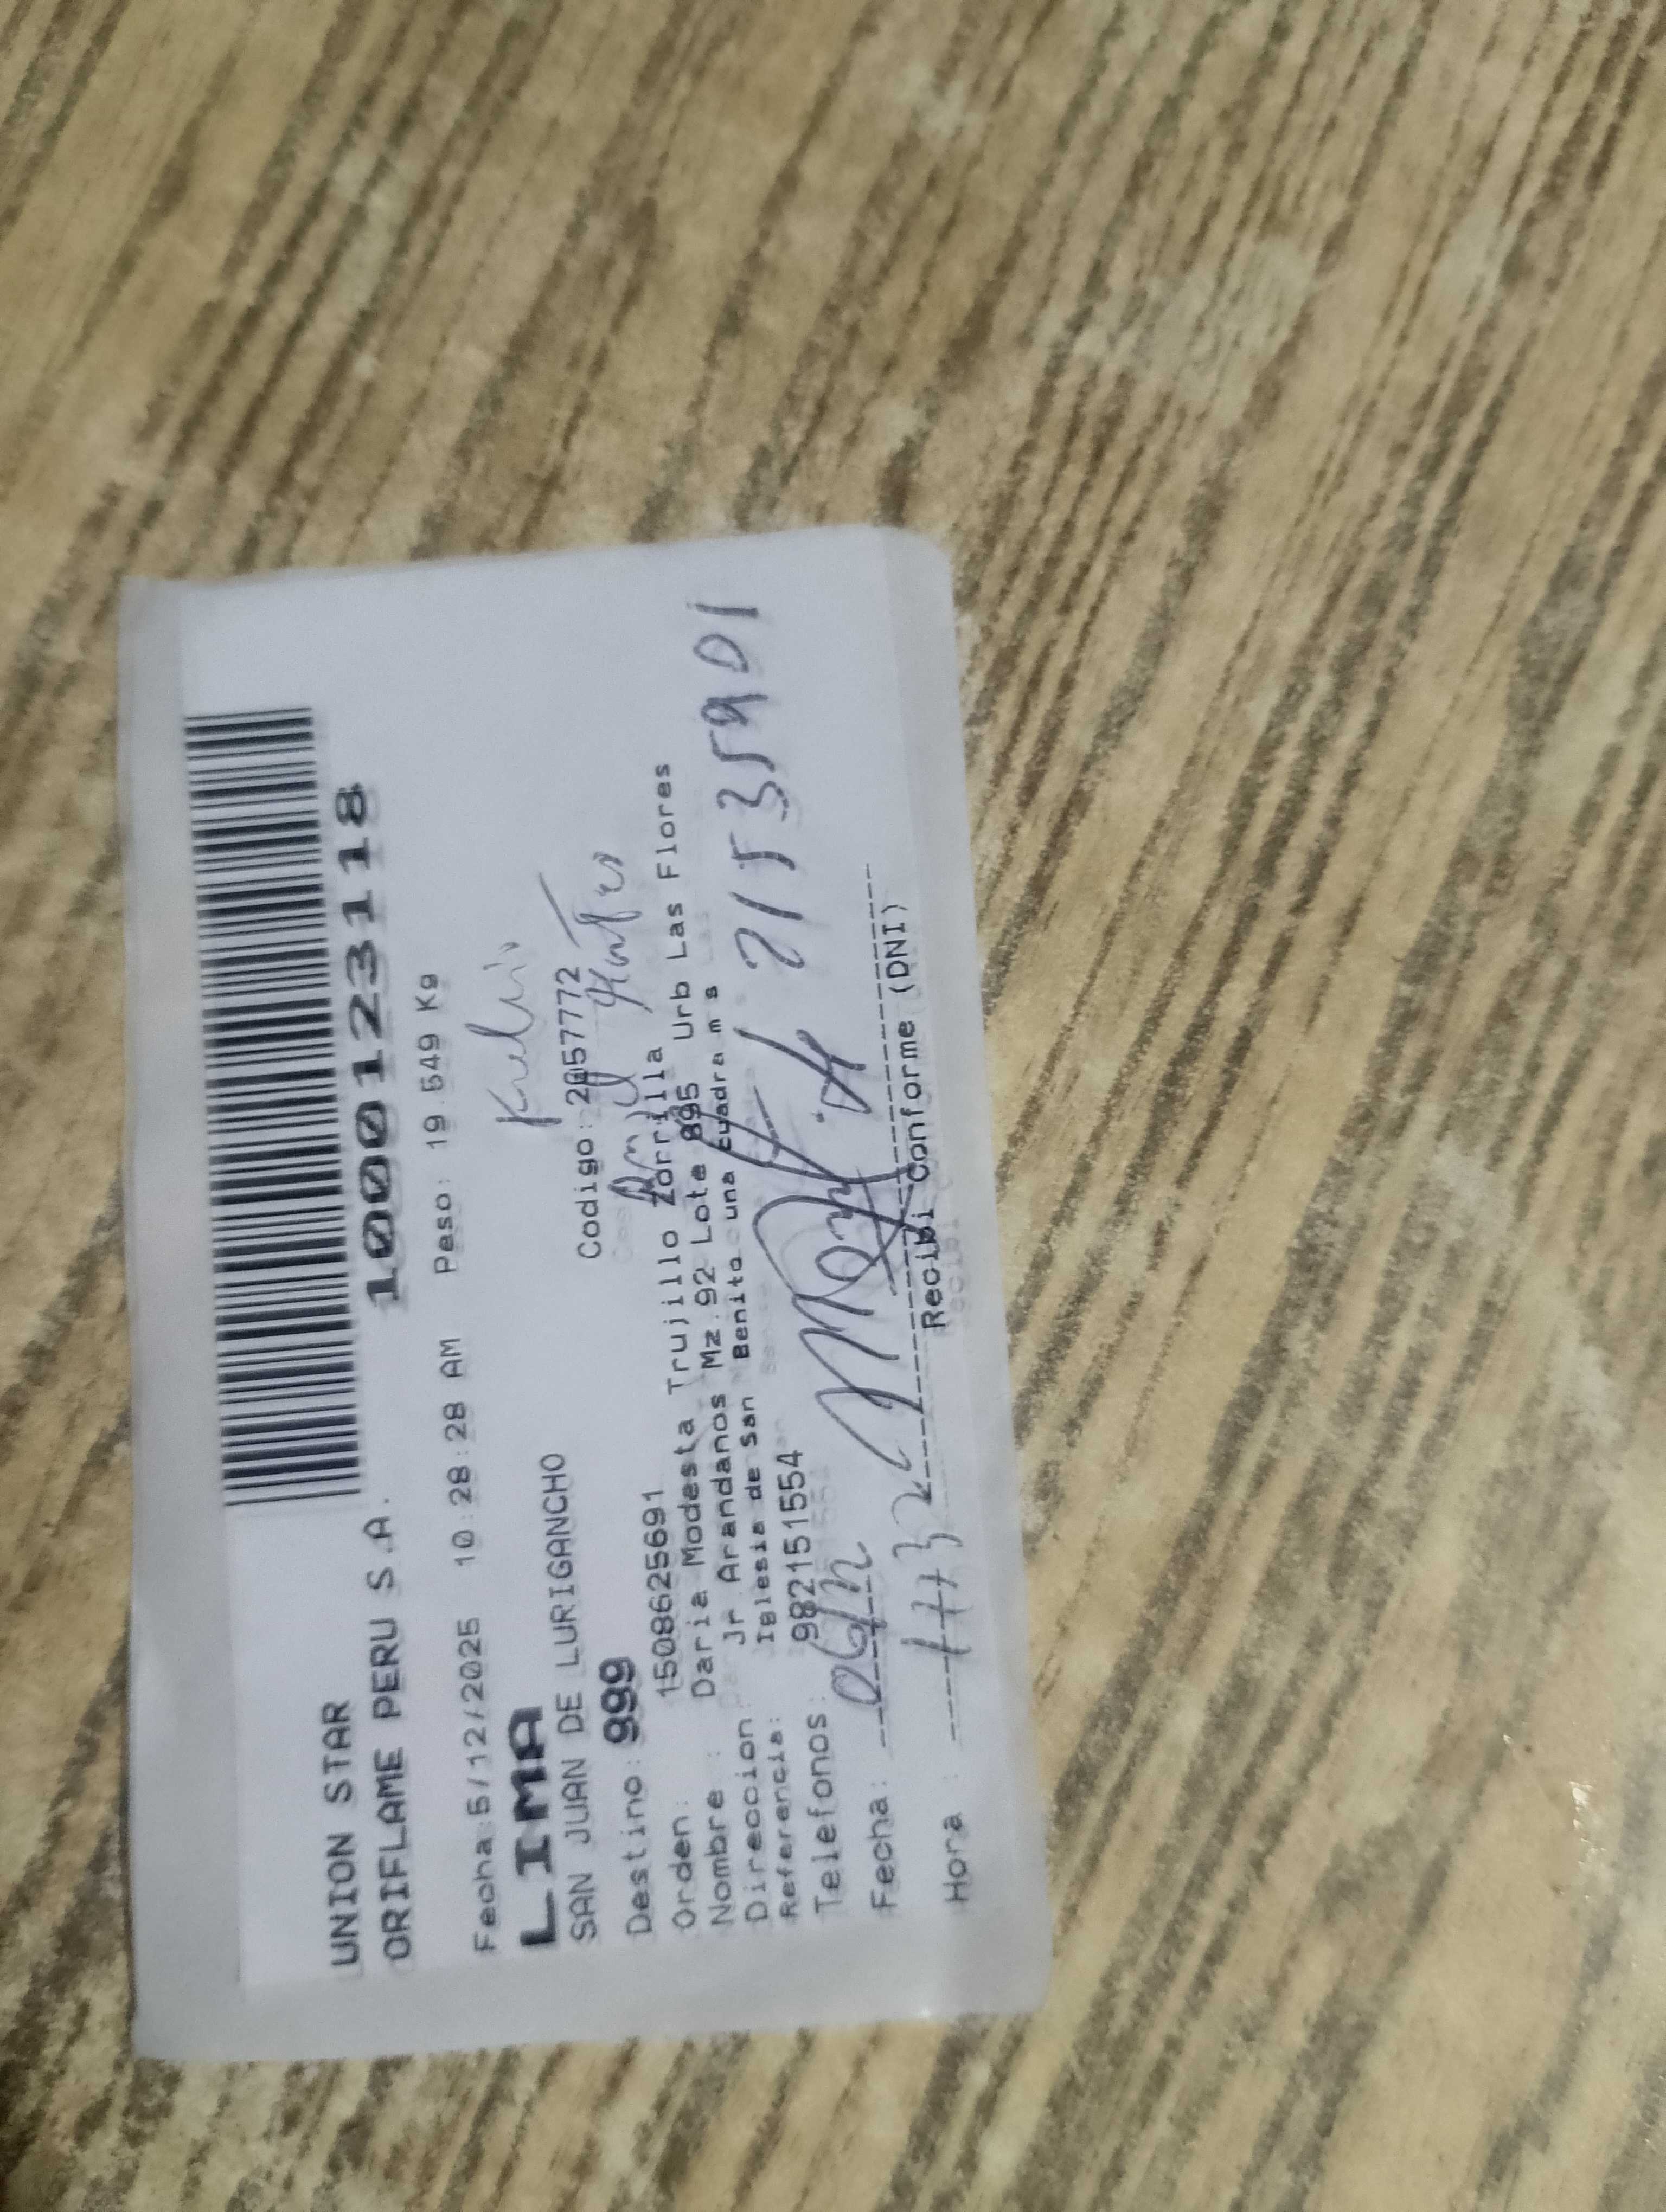 UNION STAR
ORIFLAME PERU S.A.
1000123118
Fecha:5/12/2025 10:28:28 AM Peso: 19.549 Kg
LIMA
SAN JUAN DE LURIGANCHO
Destino: 999 Codigo: 2057772
Orden: 1508625691
Nombre : Daria Modesta Trujillo Zorrilla
Direccion: Jr Arandanos Mz.92 Lote 895 Urb Las Flores
Referencia: Iglesia de San Benito una cuadra m s
Telefonos: 982151554
21535901
Fecha:
Hora : 1132
Recibi Conforme (DNI)